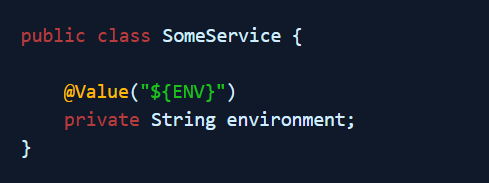 public class SomeService {
@Value("${ENV}")
private String environment;
}